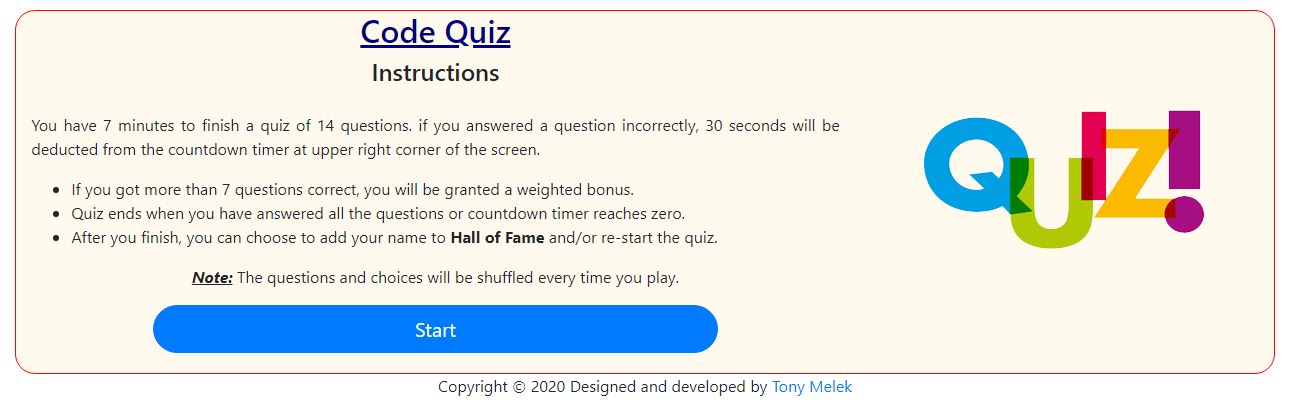 Code Quiz
Instructions
You have 7 minutes to finish a quiz of 14 questions. if you answered a question incorrectly, 30 seconds will be
deducted from the countdown timer at upper right corner of the screen.
If you got more than 7 questions correct, you will be granted a weighted bonus.
Quiz ends when you have answered all the questions or countdown timer reaches zero.
After you finish, you can choose to add your name to Hall of Fame and/or re-start the quiz.
Note: The questions and choices will be shuffled every time you play.
Start
QUIZ!
Copyright © 2020 Designed and developed by Tony Melek